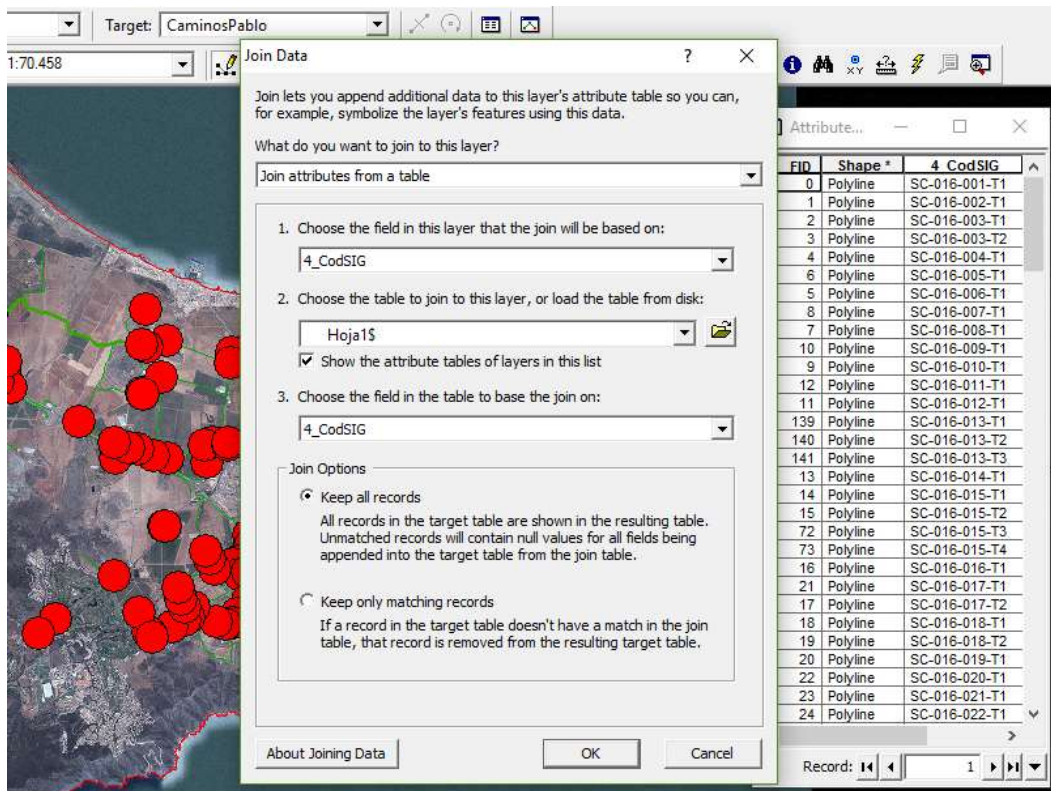 Target: CaminosPablo
1:70.458
Join Data
?
Join lets you append additional data to this layer's attribute table so you can,
for example, symbolize the layer's features using this data.
What do you want to join to this layer?
Join attributes from a table
1. Choose the field in this layer that the join will be based on:
4_CodSIG
2. Choose the table to join to this layer, or load the table from disk:
Hoja1$
Show the attribute tables of layers in this list
3. Choose the field in the table to base the join on:
4_CodSIG
Join Options
Keep all records
All records in the target table are shown in the resulting table.
Unmatched records will contain null values for all fields being
appended into the target table from the join table.
Keep only matching records
If a record in the target table doesn't have a match in the join
table, that record is removed from the resulting target table.
About Joining Data OK Cancel
XY
Attribute...
FID Shape * 4_CodSIG
0 Polyline SC-016-001-T1
1 Polyline SC-016-002-T1
2 Polyline SC-016-003-T1
3 Polyline SC-016-003-T2
4 Polyline SC-016-004-T1
6 Polyline SC-016-005-T1
5 Polyline SC-016-006-T1
8 Polyline SC-016-007-T1
7 Polyline SC-016-008-T1
10 Polyline SC-016-009-T1
9 Polyline SC-016-010-T1
12 Polyline SC-016-011-T1
11 Polyline SC-016-012-T1
139 Polyline SC-016-013-T1
140 Polyline SC-016-013-T2
141 Polyline SC-016-013-T3
13 Polyline SC-016-014-T1
14 Polyline SC-016-015-T1
15 Polyline SC-016-015-T2
72 Polyline SC-016-015-T3
73 Polyline SC-016-015-T4
16 Polyline SC-016-016-T1
21 Polyline SC-016-017-T1
17 Polyline SC-016-017-T2
18 Polyline SC-016-018-T1
19 Polyline SC-016-018-T2
20 Polyline SC-016-019-T1
22 Polyline SC-016-020-T1
23 Polyline SC-016-021-T1
24 Polyline SC-016-022-T1
Record: 1